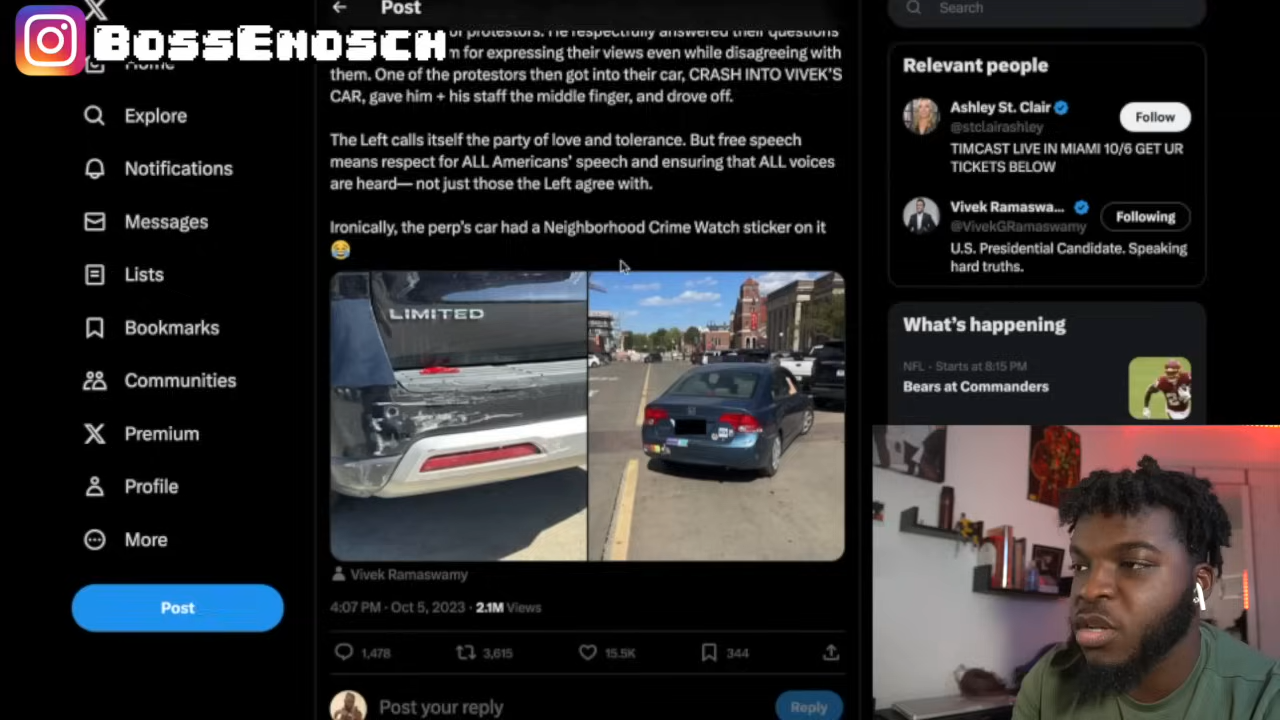 BossEnosch
Post
Search
Home
of protestors. He respectfully answered their questions
m for expressing their views even while disagreeing with
them. One of the protestors then got into their car, CRASH INTO VIVEK'S
CAR, gave him + his staff the middle finger, and drove off.
The Left calls itself the party of love and tolerance. But free speech
means respect for ALL Americans' speech and ensuring that ALL voices
are heard— not just those the Left agree with.
Ironically, the perp's car had a Neighborhood Crime Watch sticker on it
😂
LIMITED
Vivek Ramaswamy
4:07 PM · Oct 5, 2023 · 2.1M Views
1,478
3,615
15.5K
344
Post your reply
Reply
Explore
Notifications
Messages
Lists
Bookmarks
Communities
Premium
Profile
More
Post
Relevant people
Ashley St. Clair
@stclairashley
Follow
TIMCAST LIVE IN MIAMI 10/6 GET UR
TICKETS BELOW
Vivek Ramaswa...
@VivekGRamaswamy
Following
U.S. Presidential Candidate. Speaking
hard truths.
What's happening
NFL · Starts at 8:15 PM
Bears at Commanders